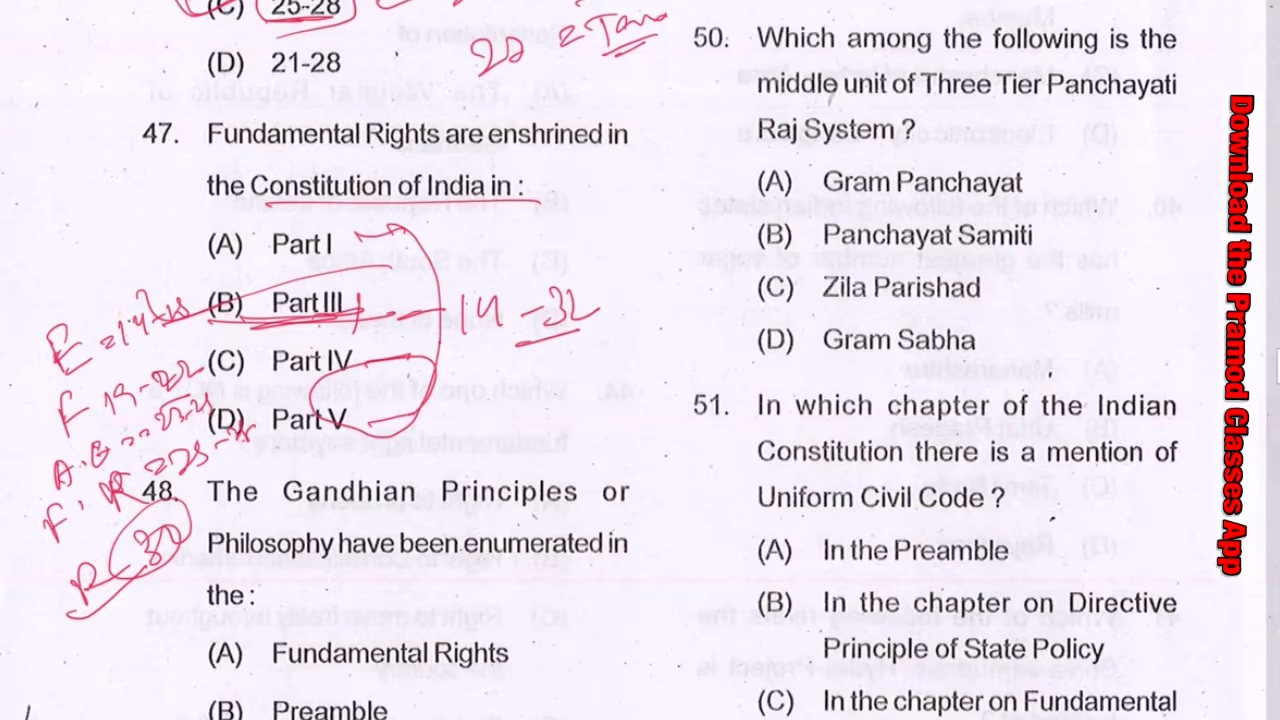 (C) 25-28
(D) 21-28
47. Fundamental Rights are enshrined in
the Constitution of India in :
(A) Part I
(B) Part III
14 - 32
(C) Part IV
(D) Part V
48. The Gandhian Principles or
Philosophy have been enumerated in
the :
(A) Fundamental Rights
(B) Preamble
50. Which among the following is the
middle unit of Three Tier Panchayati
Raj System ?
(A) Gram Panchayat
(B) Panchayat Samiti
(C) Zila Parishad
(D) Gram Sabha
51. In which chapter of the Indian
Constitution there is a mention of
Uniform Civil Code ?
(A) In the Preamble
(B) In the chapter on Directive
Principle of State Policy
(C) In the chapter on Fundamental
Download the Pramod Classes App